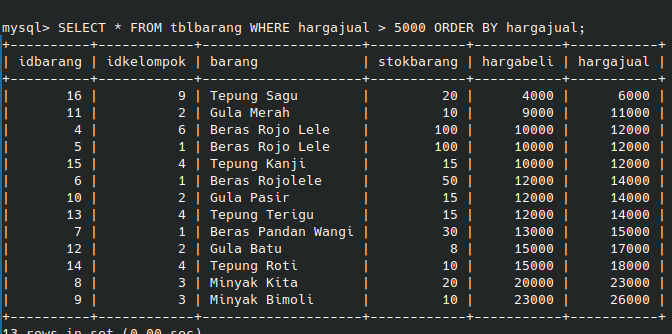 mysql> SELECT * FROM tblbarang WHERE hargajual > 5000 ORDER BY hargajual;
+----------+------------+--------------------+------------+-----------+-----------+
| idbarang | idkelompok | barang             | stokbarang | hargabeli | hargajual |
+----------+------------+--------------------+------------+-----------+-----------+
|       16 |          9 | Tepung Sagu        |         20 |      4000 |      6000 |
|       11 |          2 | Gula Merah         |         10 |      9000 |     11000 |
|        4 |          6 | Beras Rojo Lele    |        100 |     10000 |     12000 |
|        5 |          1 | Beras Rojo Lele    |        100 |     10000 |     12000 |
|       15 |          4 | Tepung Kanji       |         15 |     10000 |     12000 |
|        6 |          1 | Beras Rojolele     |         50 |     12000 |     14000 |
|       10 |          2 | Gula Pasir         |         15 |     12000 |     14000 |
|       13 |          4 | Tepung Terigu      |         15 |     12000 |     14000 |
|        7 |          1 | Beras Pandan Wangi |         30 |     13000 |     15000 |
|       12 |          2 | Gula Batu          |          8 |     15000 |     17000 |
|       14 |          4 | Tepung Roti        |         10 |     15000 |     18000 |
|        8 |          3 | Minyak Kita        |         20 |     20000 |     23000 |
|        9 |          3 | Minyak Bimoli      |         10 |     23000 |     26000 |
+----------+------------+--------------------+------------+-----------+-----------+
13 rows in set (0.00 sec)